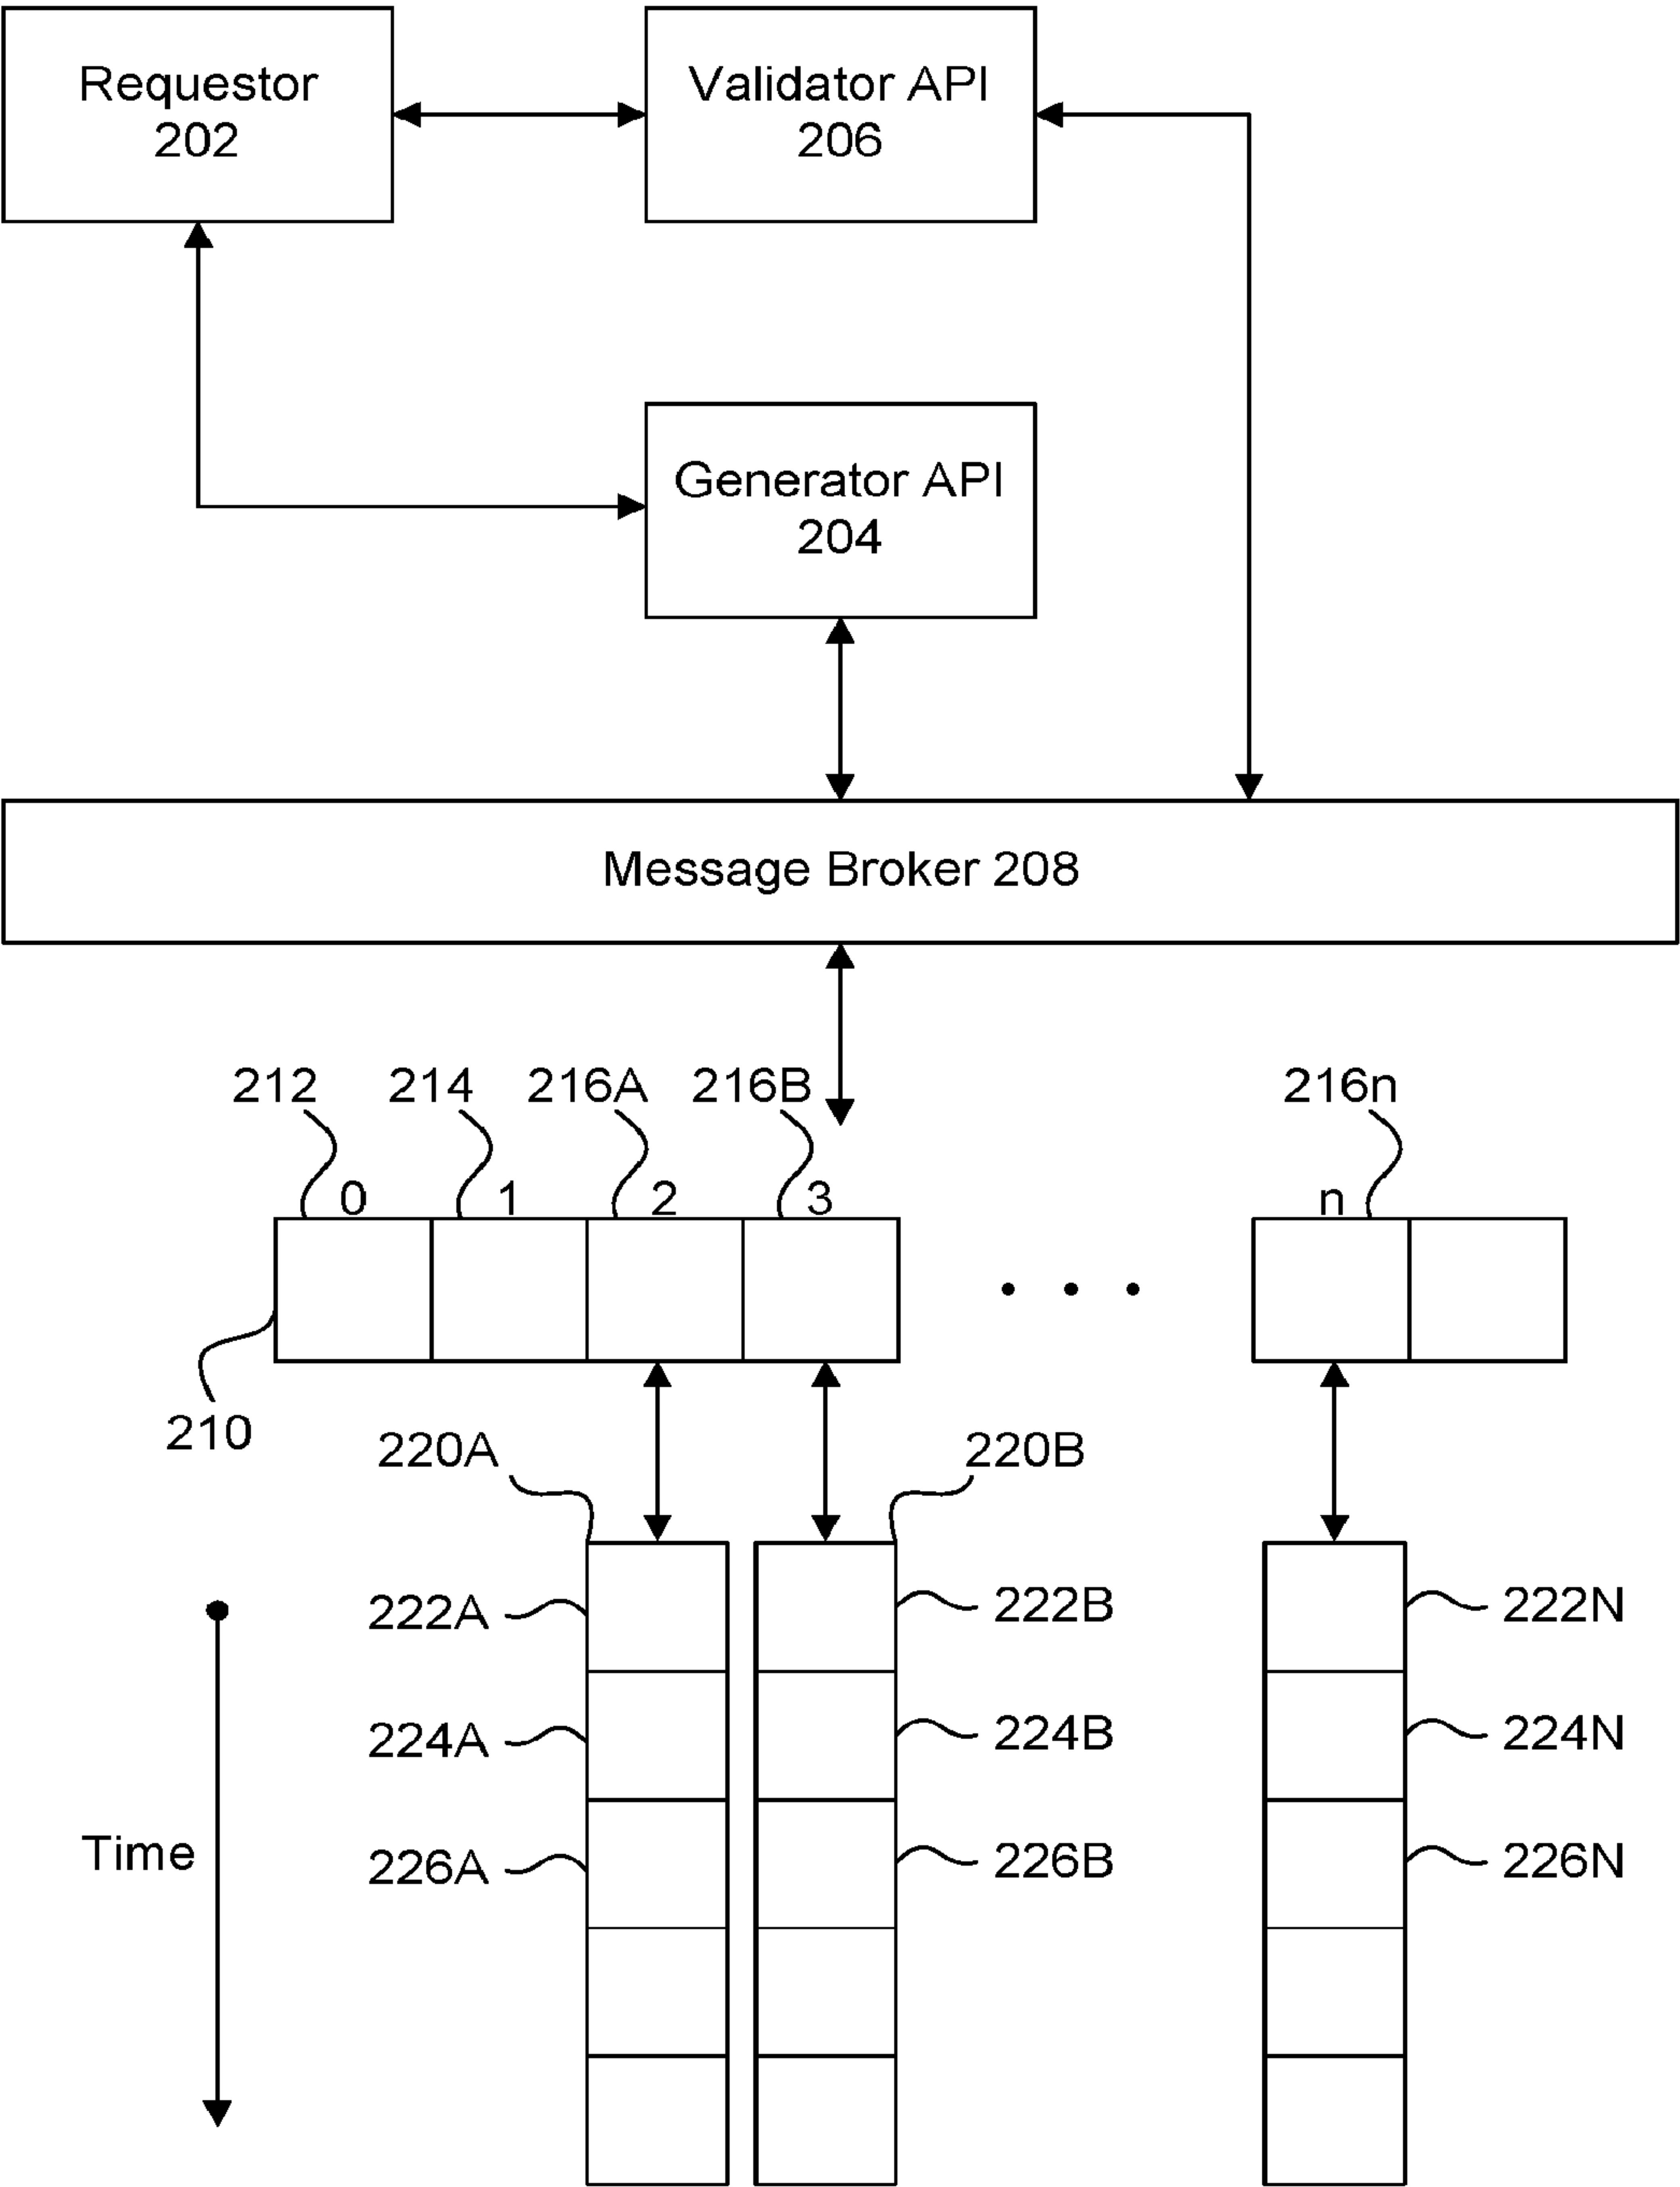 Requestor
202
Validator API
206
Generator API
204
Message Broker 208
212 214 216A 216B 216n
0 1 2 3 n
210
220A 220B
222A 222B 222N
224A 224B 224N
Time
226A 226B 226N